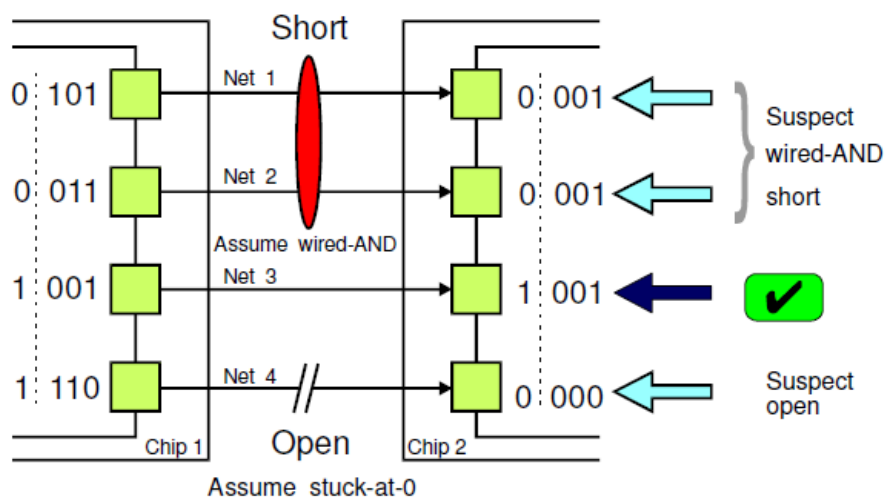 Short
Net 1
0 101
0 001
Suspect
wired-AND
short
Net 2
0 011
0 001
Assume wired-AND
Net 3
1 001
1 001
Net 4
1 110
0 000
Suspect
open
Open
Chip 1
Chip 2
Assume stuck-at-0